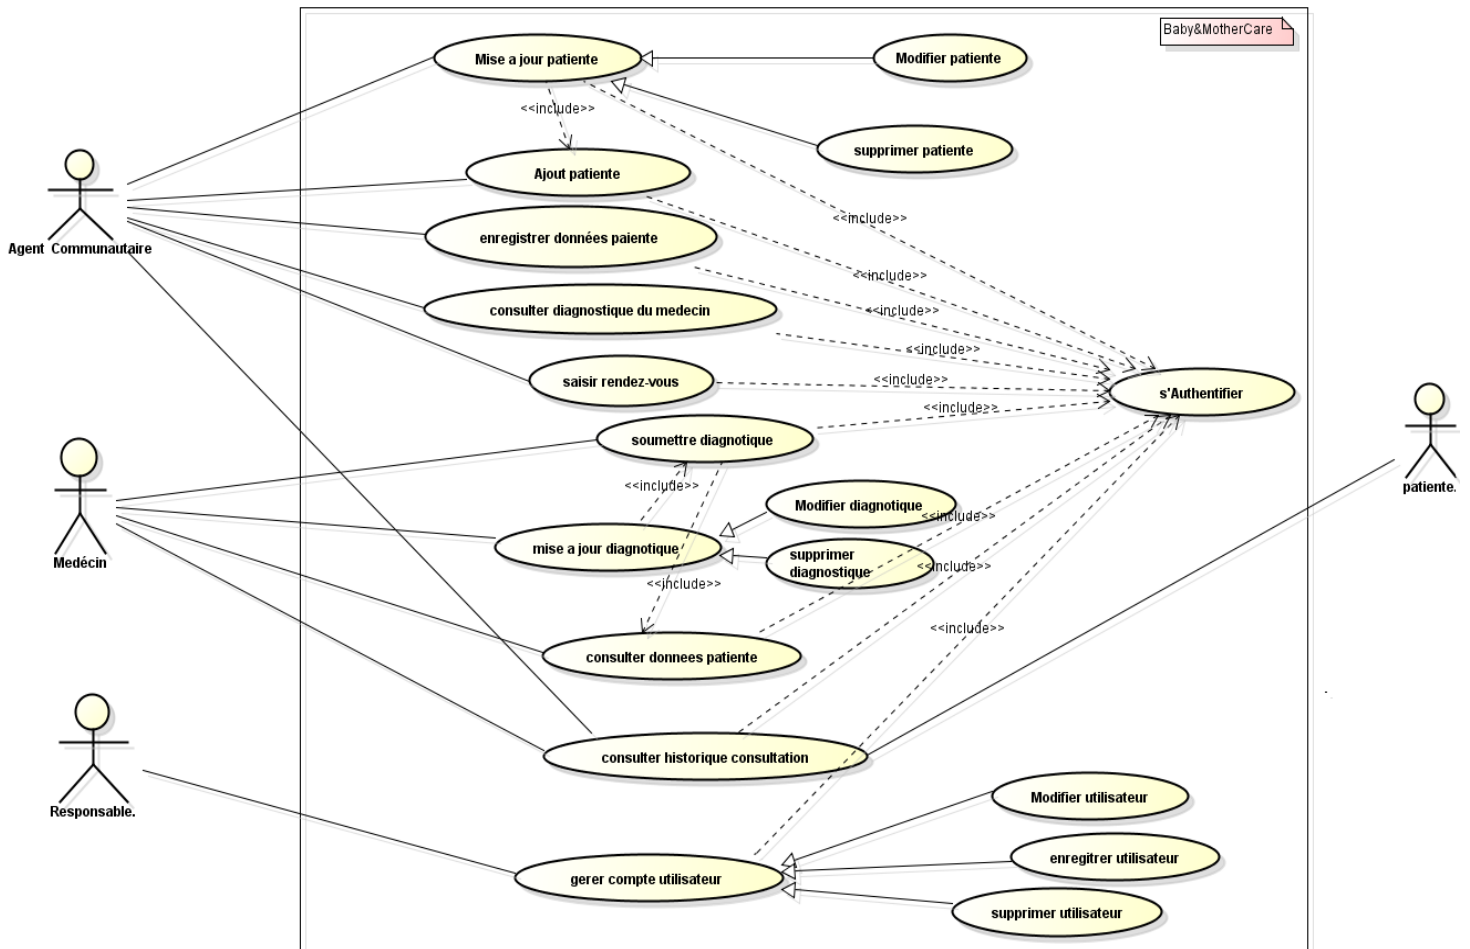 Baby&MotherCare
Mise a jour patiente
Modifier patiente
<<include>>
supprimer patiente
Ajout patiente
<<include>>
Agent Communautaire
enregistrer données paiente
<<include>>
consulter diagnostique du medecin
<<include>>
<<include>>
saisir rendez-vous
<<include>>
s'Authentifier
<<include>>
soumettre diagnotique
<<include>>
patiente.
Modifier diagnotique
<<include>>
mise a jour diagnotique
supprimer
diagnostique
Medécin
<<include>>
<<include>>
<<include>>
consulter donnees patiente
consulter historique consultation
Responsable.
Modifier utilisateur
enregitrer utilisateur
gerer compte utilisateur
supprimer utilisateur